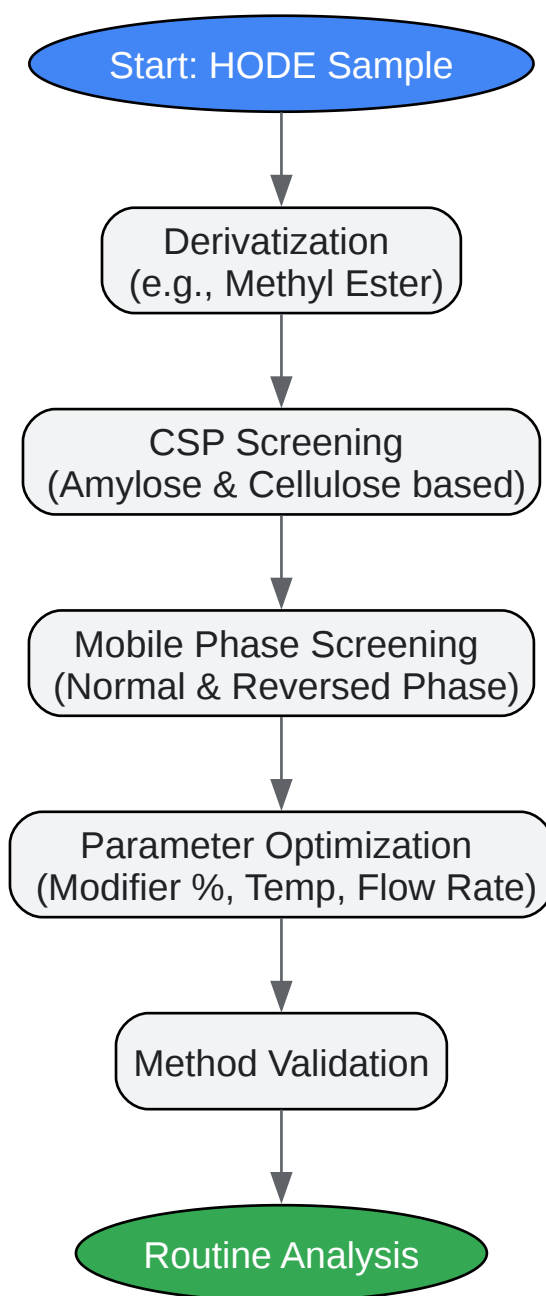 Start: HODE Sample
Derivatization
(e.g., Methyl Ester)
CSP Screening
(Amylose & Cellulose based)
Mobile Phase Screening
(Normal & Reversed Phase)
Parameter Optimization
(Modifier %, Temp, Flow Rate)
Method Validation
Routine Analysis